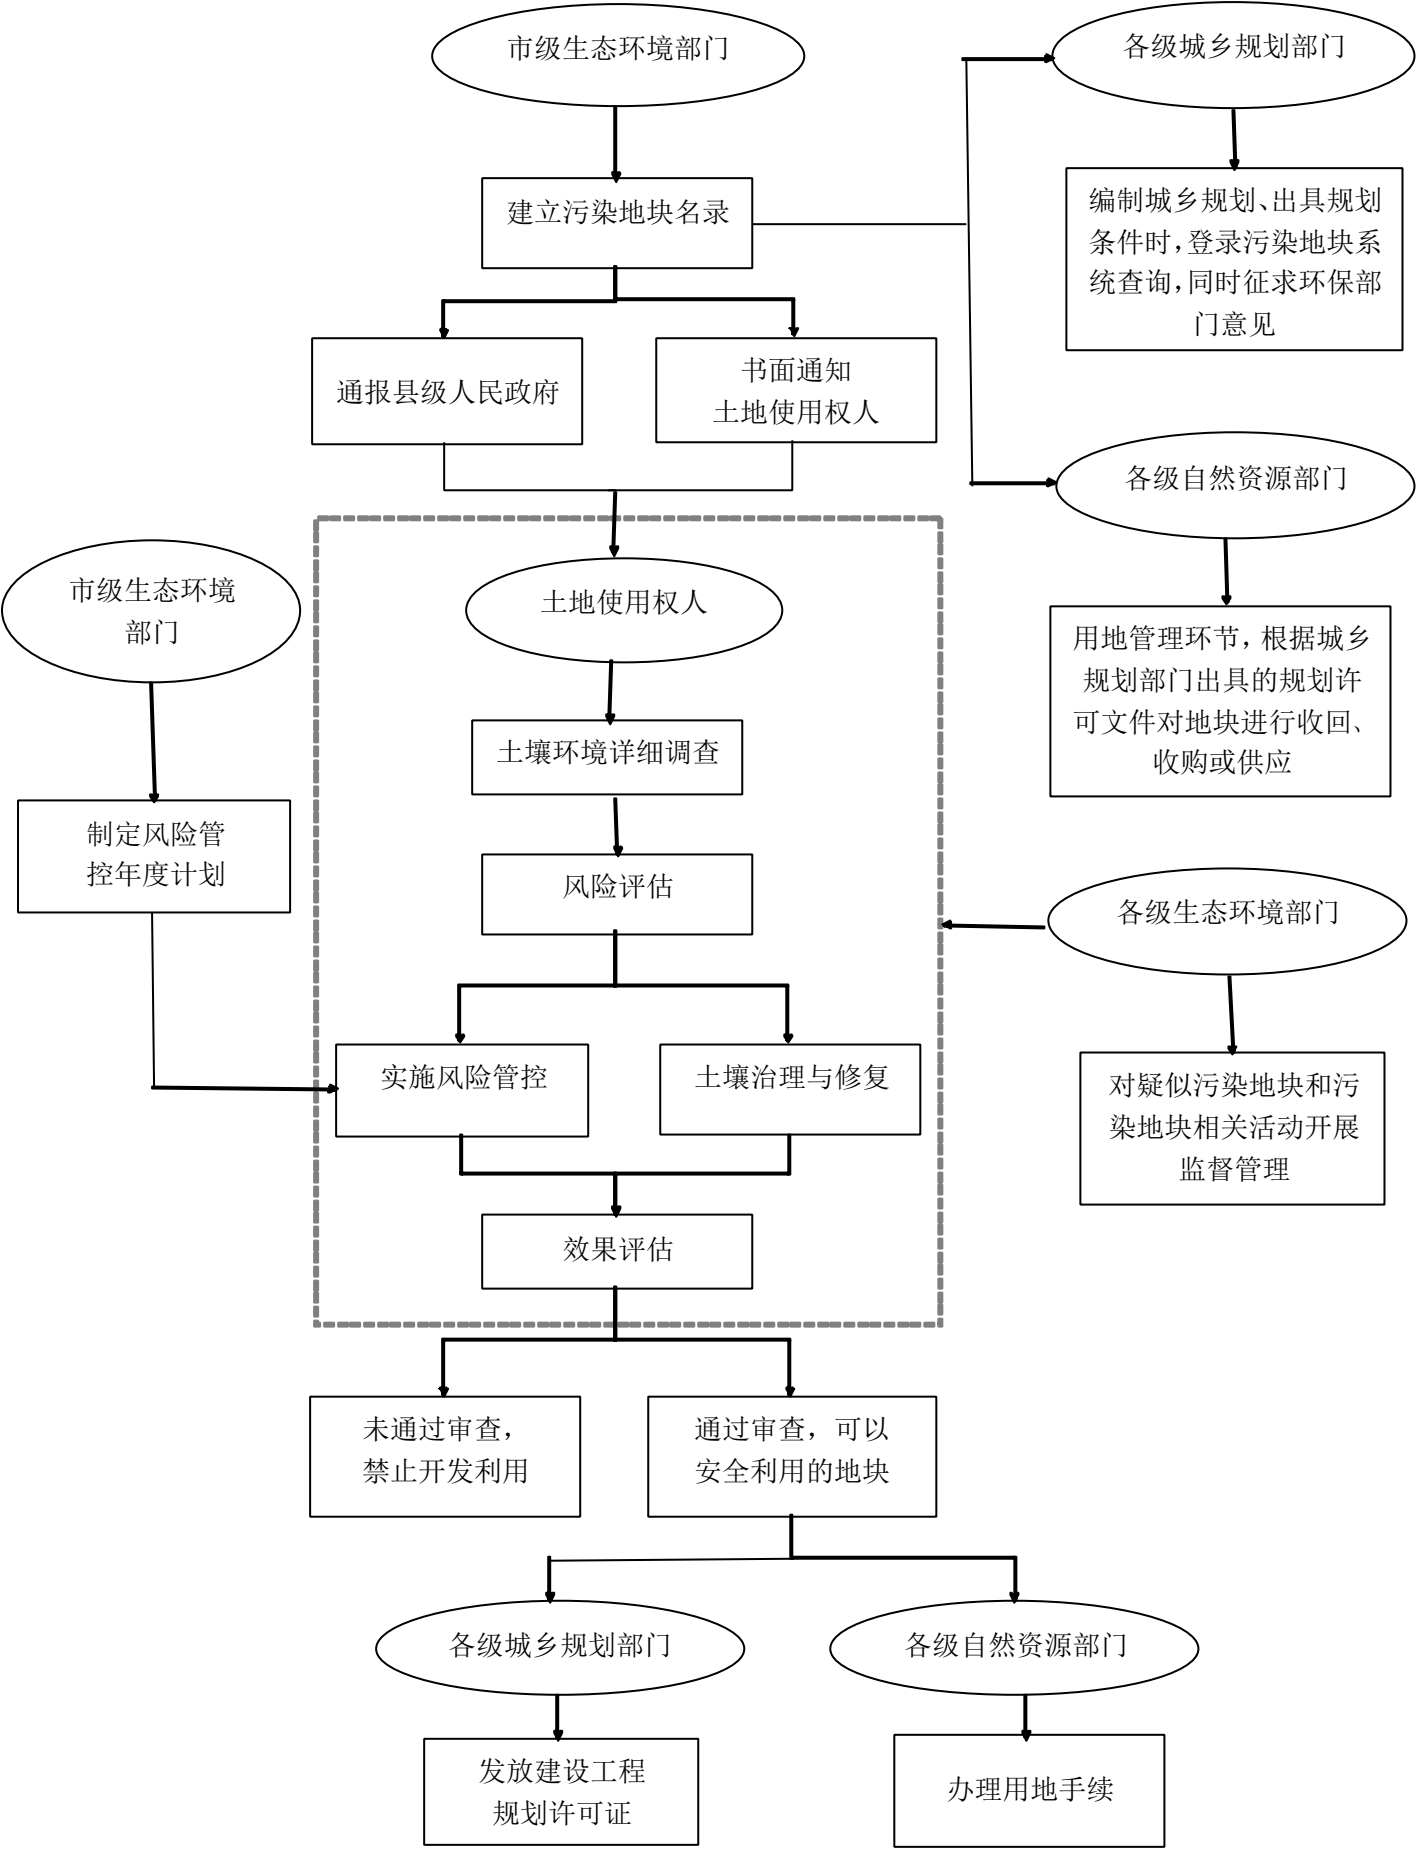 市级生态环境部门
各级城乡规划部门
建立污染地块名录
编制城乡规划、出具规划
条件时，登录污染地块系
统查询，同时征求环保部
门意见
通报县级人民政府
书面通知
土地使用权人
各级自然资源部门
市级生态环境
部门
土地使用权人
用地管理环节，根据城乡
规划部门出具的规划许
可文件对地块进行收回、
收购或供应
土壤环境详细调查
制定风险管
控年度计划
风险评估
各级生态环境部门
实施风险管控
土壤治理与修复
对疑似污染地块和污
染地块相关活动开展
监督管理
效果评估
未通过审查，
禁止开发利用
通过审查，可以
安全利用的地块
各级城乡规划部门
各级自然资源部门
发放建设工程
规划许可证
办理用地手续